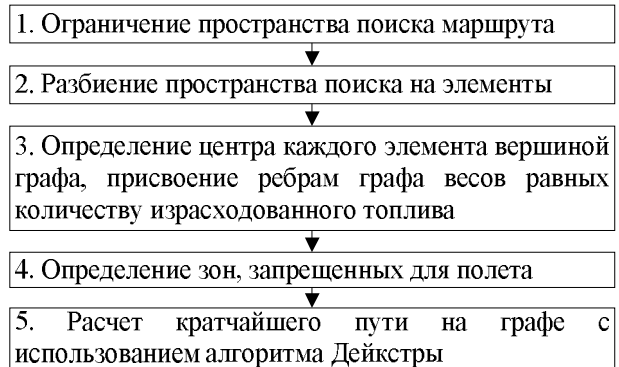 1. Ограничение пространства поиска маршрута
2. Разбиение пространства поиска на элементы
3. Определение центра каждого элемента вершиной
графа, присвоение ребрам графа весов равных
количеству израсходованного топлива
4. Определение зон, запрещенных для полета
5. Расчет кратчайшего пути на графе с
использованием алгоритма Дейкстры